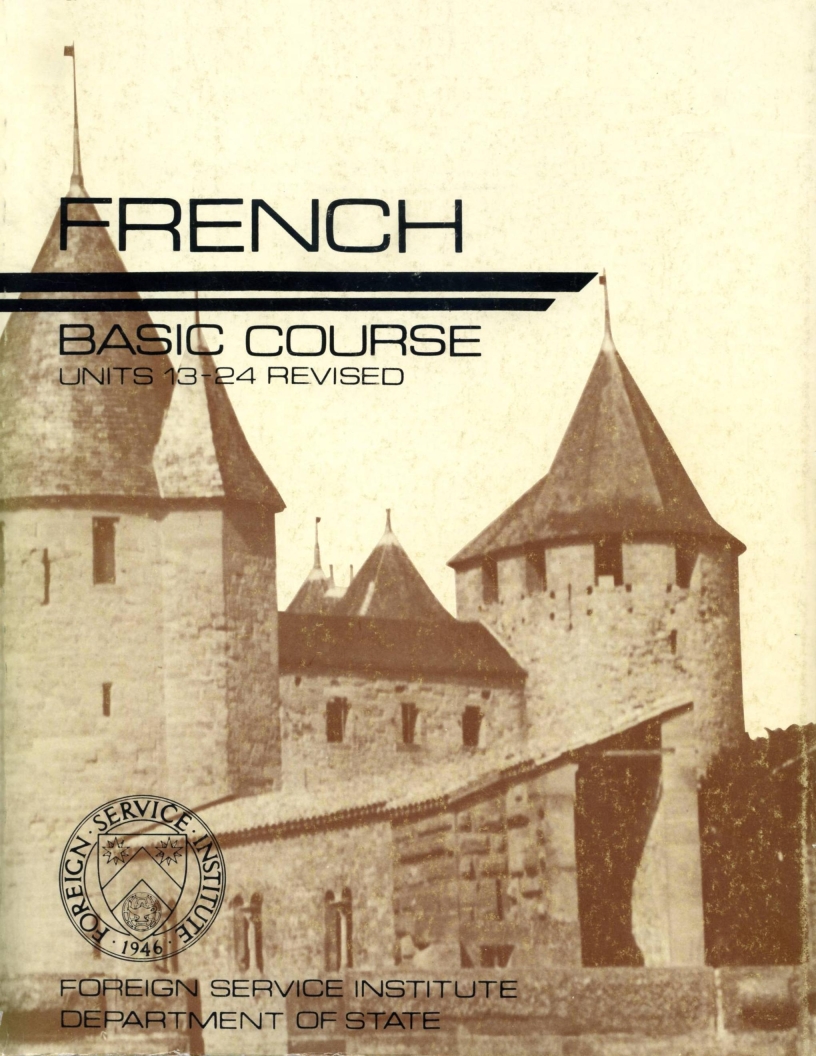 FRENCH
BASIC COURSE
UNITS 13-24 REVISED
FOREIGN · SERVICE · INSTITUTE
· 1946 ·
FOREIGN SERVICE INSTITUTE
DEPARTMENT OF STATE